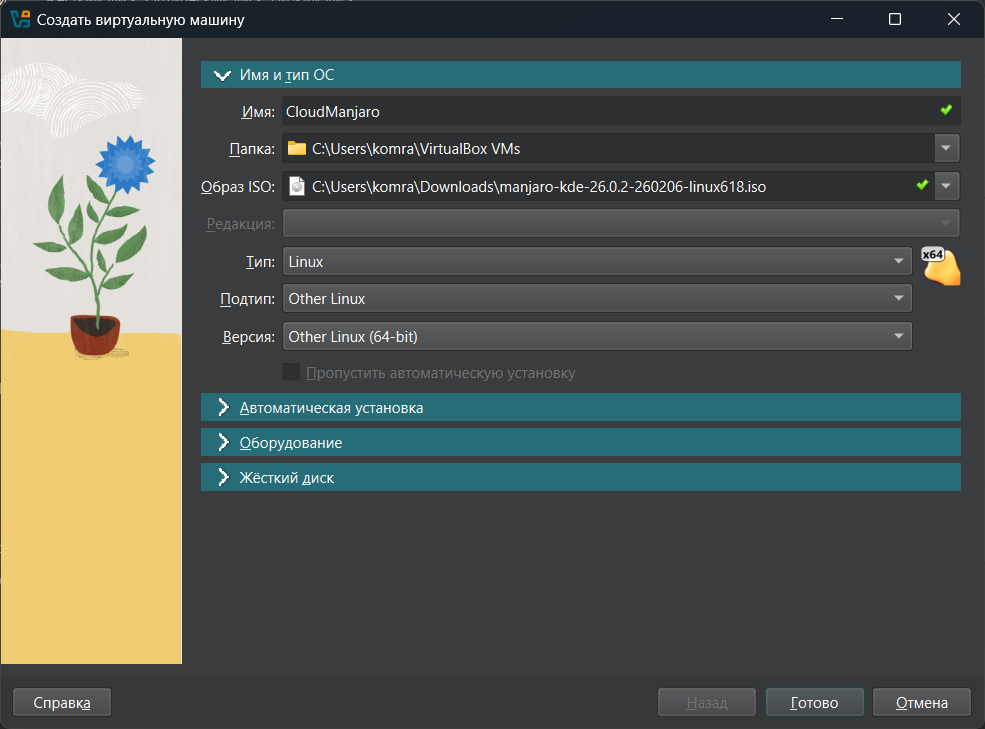 Создать виртуальную машину
Имя и тип ОС
Имя: CloudManjaro
Папка: C:\Users\komra\VirtualBox VMs
Образ ISO: C:\Users\komra\Downloads\manjaro-kde-26.0.2-260206-linux618.iso
Редакция:
Тип: Linux
x64
Подтип: Other Linux
Версия: Other Linux (64-bit)
Пропустить автоматическую установку
Автоматическая установка
Оборудование
Жёсткий диск
Справка Назад Готово Отмена